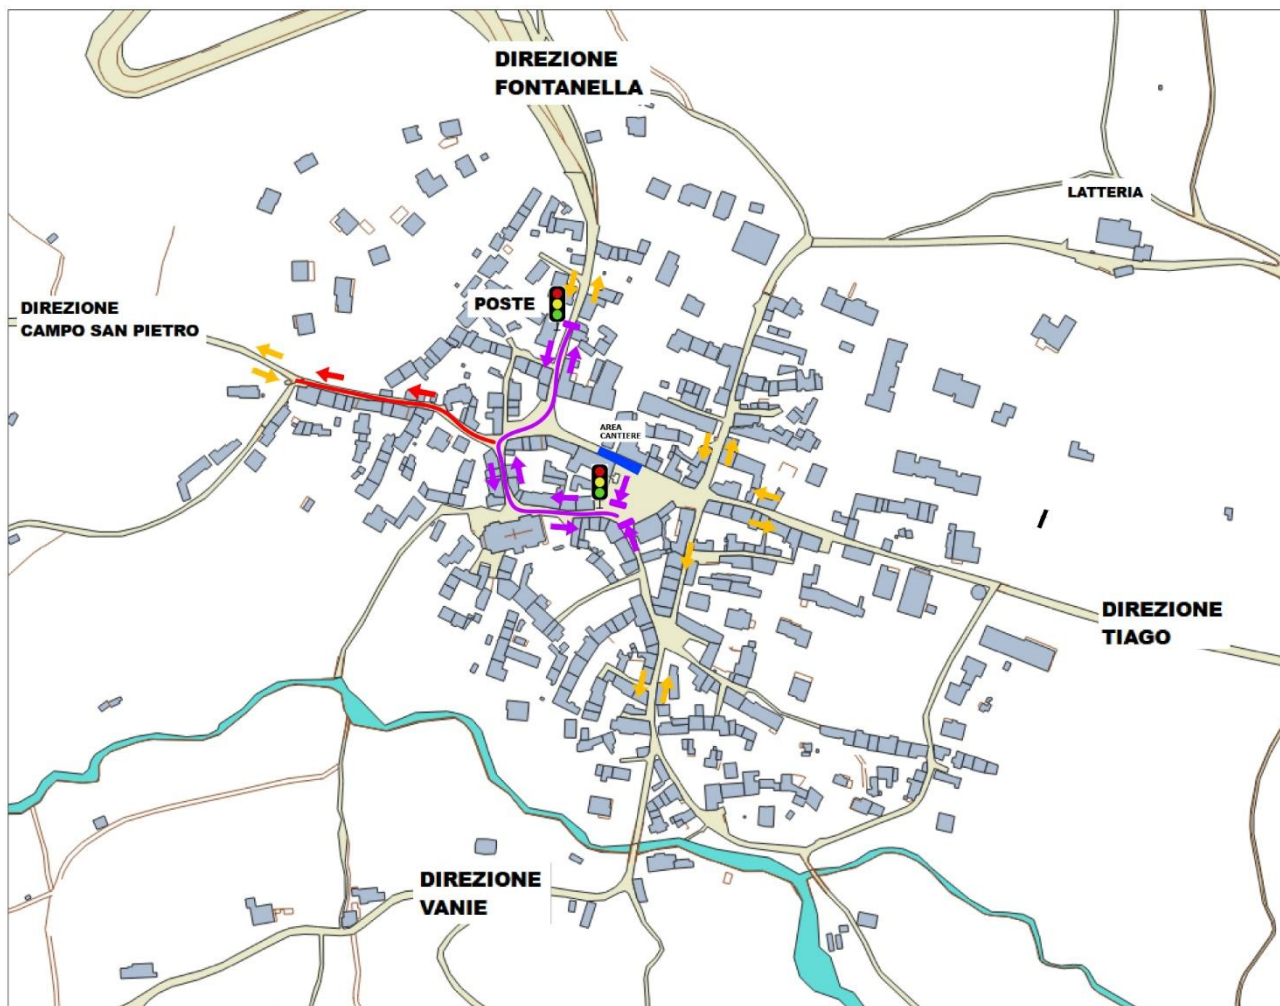 DIREZIONE
FONTANELLA
LATTERIA
POSTE
DIREZIONE
CAMPO SAN PIETRO
AREA
CANTIERE
DIREZIONE
TIAGO
DIREZIONE
VANIE